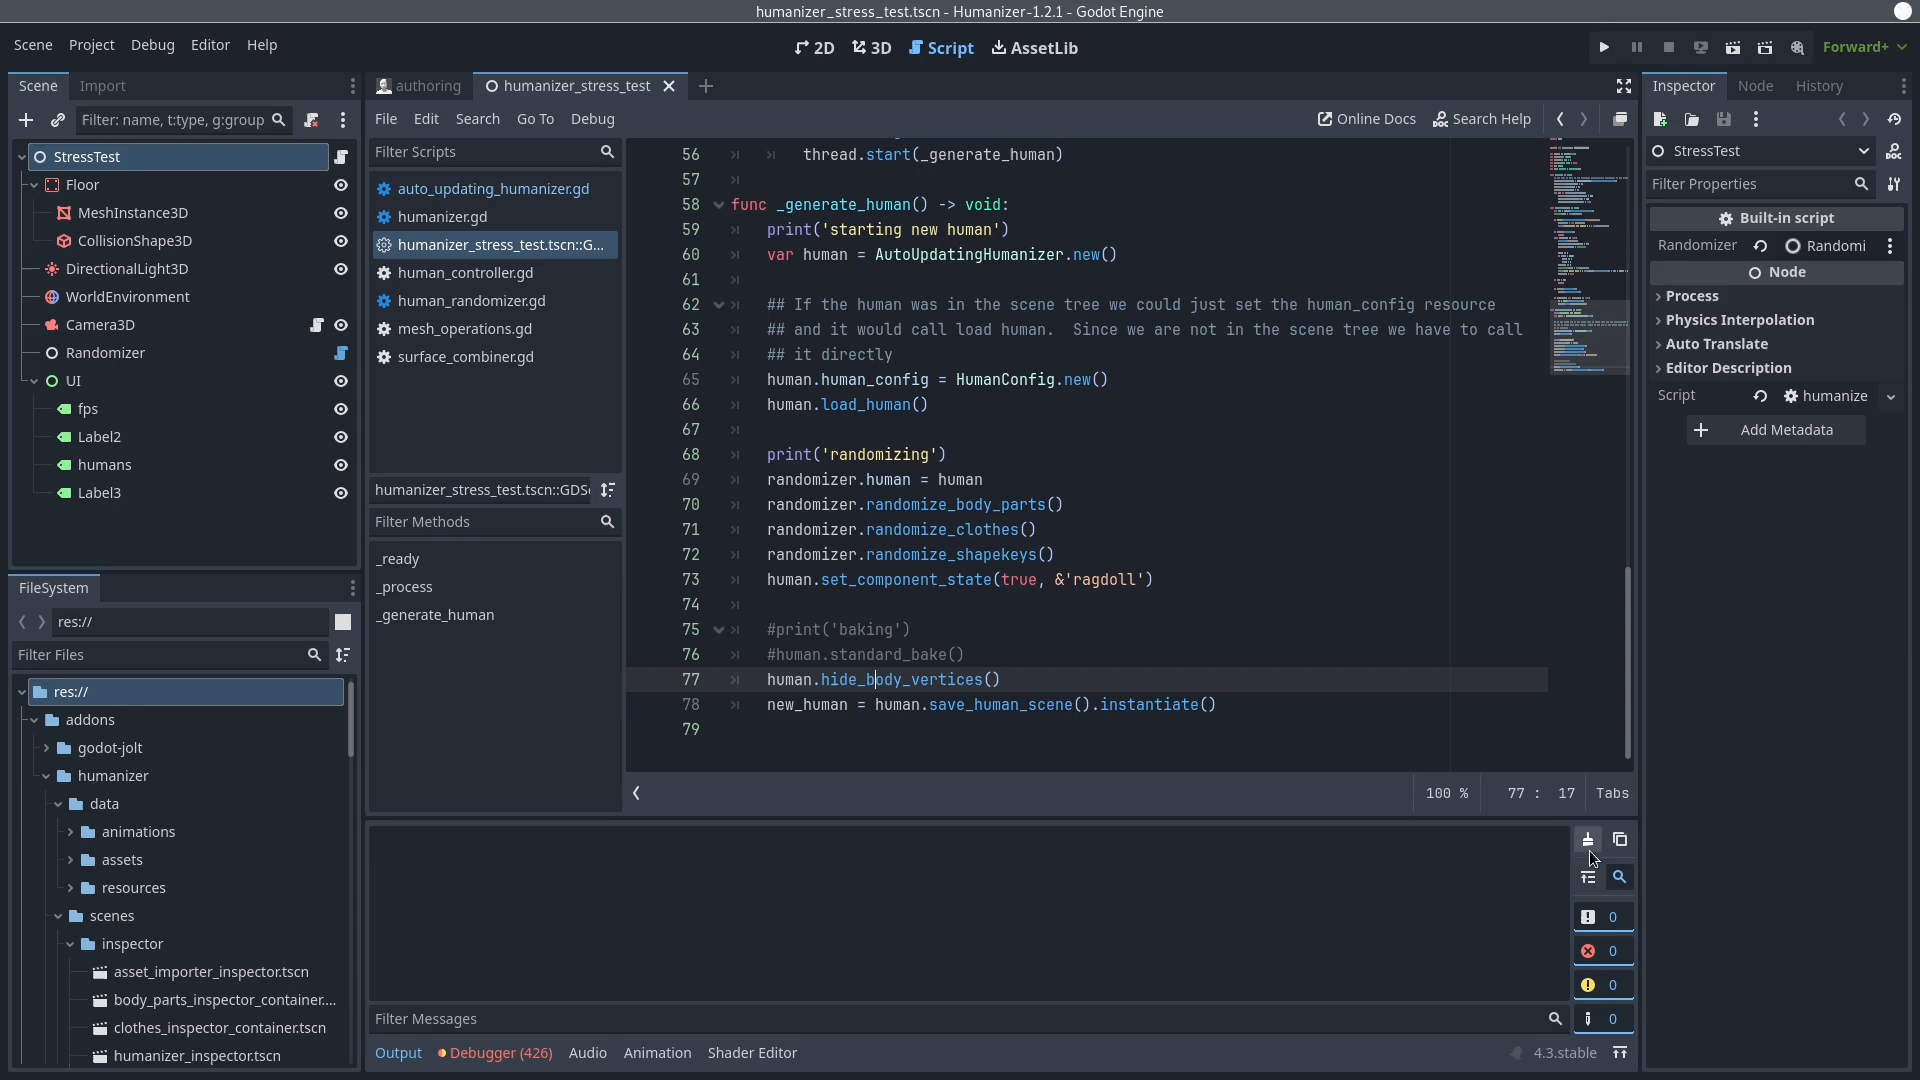 humanizer_stress_test.tscn - Humanizer-1.2.1 - Godot Engine
Scene Project Debug Editor Help
2D 3D Script AssetLib
Forward+
Scene Import
Filter: name, t:type, g:group
StressTest
Floor
MeshInstance3D
CollisionShape3D
DirectionalLight3D
WorldEnvironment
Camera3D
Randomizer
UI
fps
Label2
humans
Label3
FileSystem
res://
Filter Files
res://
addons
godot-jolt
humanizer
data
animations
assets
resources
scenes
inspector
asset_importer_inspector.tscn
body_parts_inspector_container....
clothes_inspector_container.tscn
humanizer_inspector.tscn
authoring humanizer_stress_test
File Edit Search Go To Debug
Online Docs Search Help
Filter Scripts
auto_updating_humanizer.gd
humanizer.gd
humanizer_stress_test.tscn::G...
human_controller.gd
human_randomizer.gd
mesh_operations.gd
surface_combiner.gd
humanizer_stress_test.tscn::GDS
Filter Methods
_ready
_process
_generate_human
56 thread.start(_generate_human)
57
58 func _generate_human() -> void:
59 print('starting new human')
60 var human = AutoUpdatingHumanizer.new()
61
62 ## If the human was in the scene tree we could just set the human_config resource
63 ## and it would call load human.  Since we are not in the scene tree we have to call
64 ## it directly
65 human.human_config = HumanConfig.new()
66 human.load_human()
67
68 print('randomizing')
69 randomizer.human = human
70 randomizer.randomize_body_parts()
71 randomizer.randomize_clothes()
72 randomizer.randomize_shapekeys()
73 human.set_component_state(true, &'ragdoll')
74
75 #print('baking')
76 #human.standard_bake()
77 human.hide_body_vertices()
78 new_human = human.save_human_scene().instantiate()
79
100 % 77 : 17 Tabs
0
0
0
0
Filter Messages
Output Debugger (426) Audio Animation Shader Editor
4.3.stable
Inspector Node History
StressTest
Filter Properties
Built-in script
Randomizer Randomi
Node
Process
Physics Interpolation
Auto Translate
Editor Description
Script humanize
Add Metadata